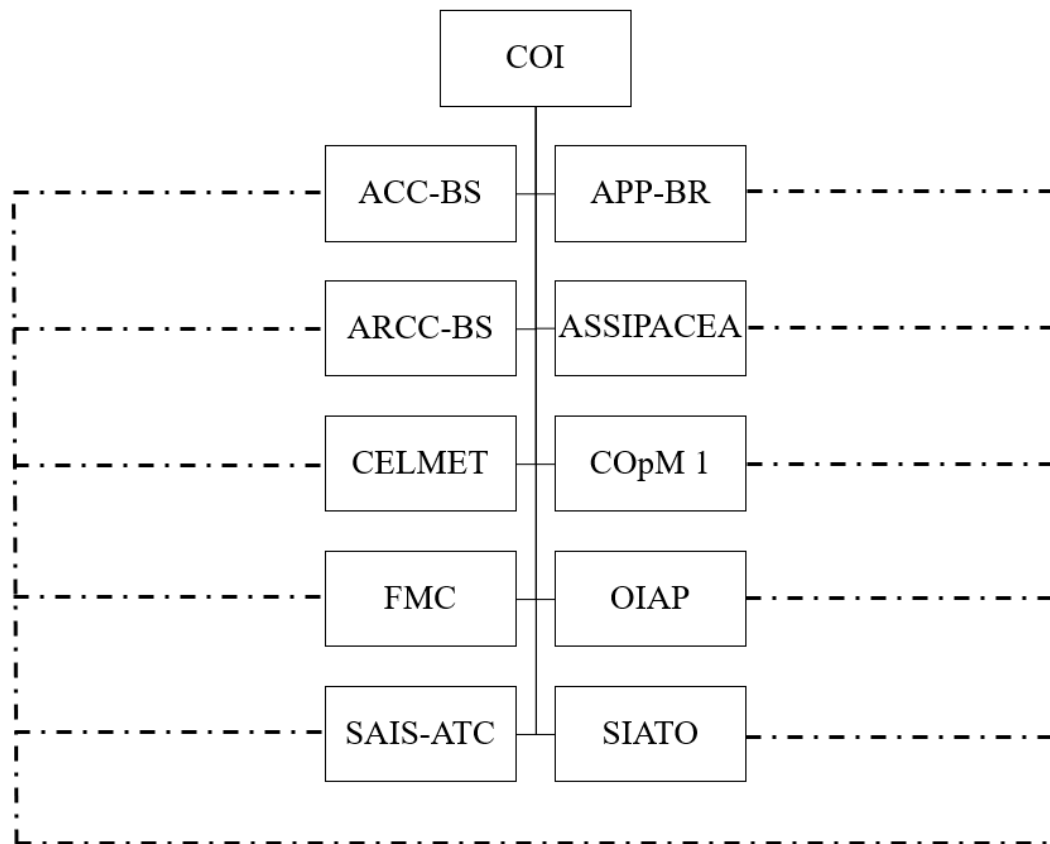 COI
ACC-BS
APP-BR
ARCC-BS
ASSIPACEA
CELMET
COpM 1
FMC
OIAP
SAIS-ATC
SIATO